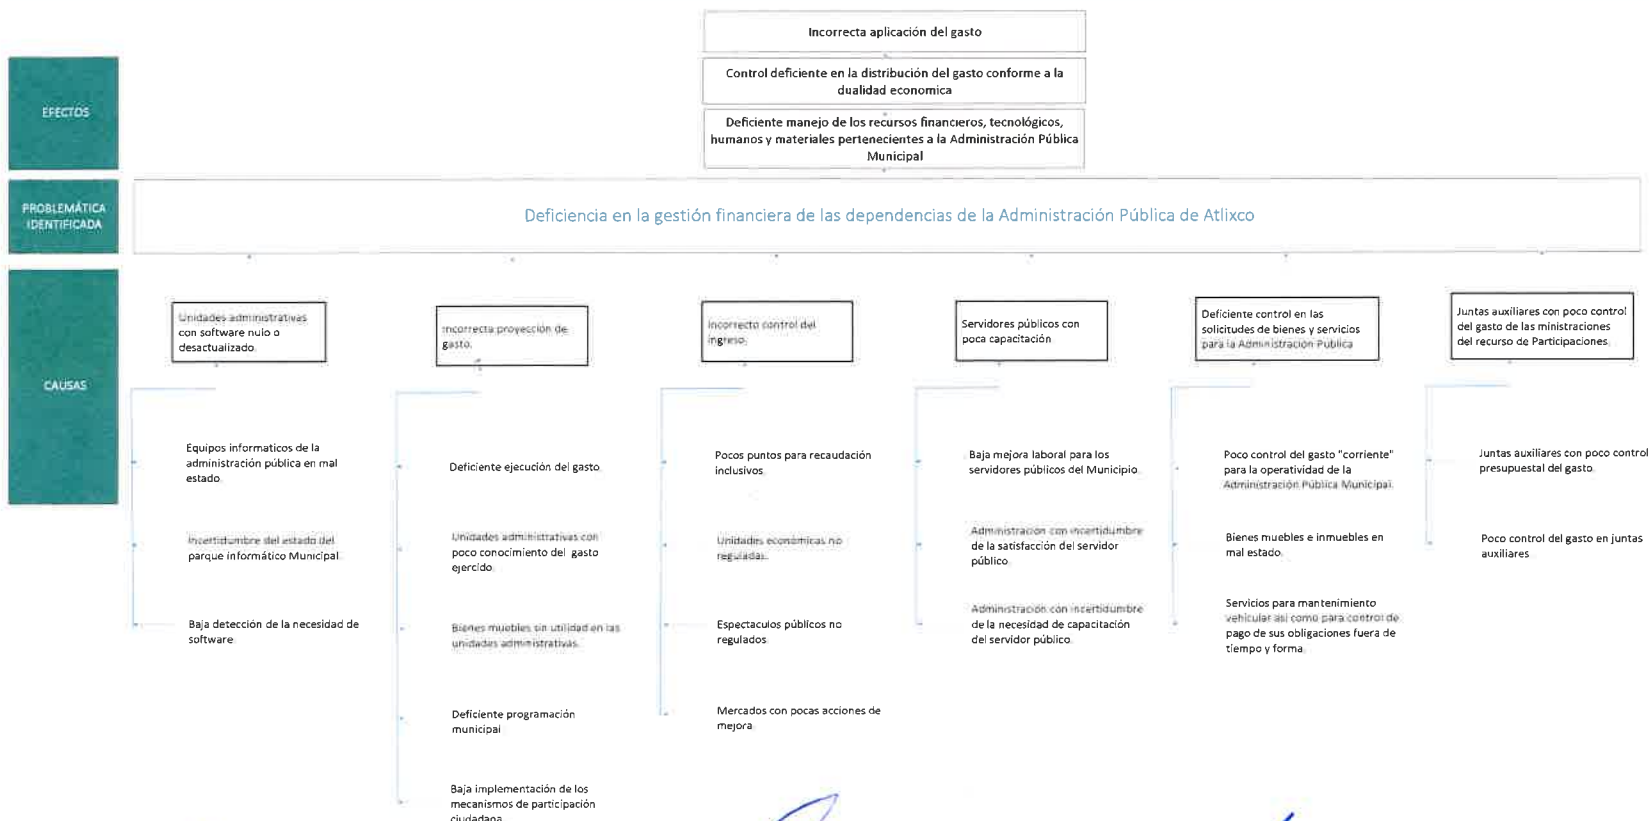 Incorrecta aplicación del gasto
EFECTOS
Control deficiente en la distribución del gasto conforme a la
dualidad economica
Deficiente manejo de los recursos financieros, tecnológicos,
humanos y materiales pertenecientes a la Administración Pública
Municipal
PROBLEMÁTICA
IDENTIFICADA
Deficiencia en la gestión financiera de las dependencias de la Administración Pública de Atlixco
CAUSAS
Unidades administrativas
con software nulo o
desactualizado.
Equipos informaticos de la
administración pública en mal
estado.
Incertidumbre del estado del
parque informático Municipal
Baja detección de la necesidad de
software
Incorrecta proyección de
gasto.
Deficiente ejecución del gasto.
Unidades administrativas con
poco conocimiento del gasto
ejercido.
Bienes muebles sin utilidad en las
unidades administrativas.
Deficiente programación
municipal
Baja implementación de los
mecanismos de participación
ciudadana
Incorrecto control del
ingreso.
Pocos puntos para recaudación
inclusivos.
Unidades económicas no
reguladas.
Espectaculos públicos no
regulados.
Mercados con pocas acciones de
mejora.
Servidores públicos con
poca capacitación
Baja mejora laboral para los
servidores públicos del Municipio.
Administración con incertidumbre
de la satisfacción del servidor
público.
Administración con incertidumbre
de la necesidad de capacitación
del servidor público.
Deficiente control en las
solicitudes de bienes y servicios
para la Administración Publica
Poco control del gasto "corriente"
para la operatividad de la
Administración Pública Municipal.
Bienes muebles e inmuebles en
mal estado.
Servicios para mantenimiento
vehicular asi como para control de
pago de sus obligaciones fuera de
tiempo y forma.
Juntas auxiliares con poco control
del gasto de las ministraciones
del recurso de Participaciones.
Juntas auxiliares con poco control
presupuestal del gasto.
Poco control del gasto en juntas
auxiliares